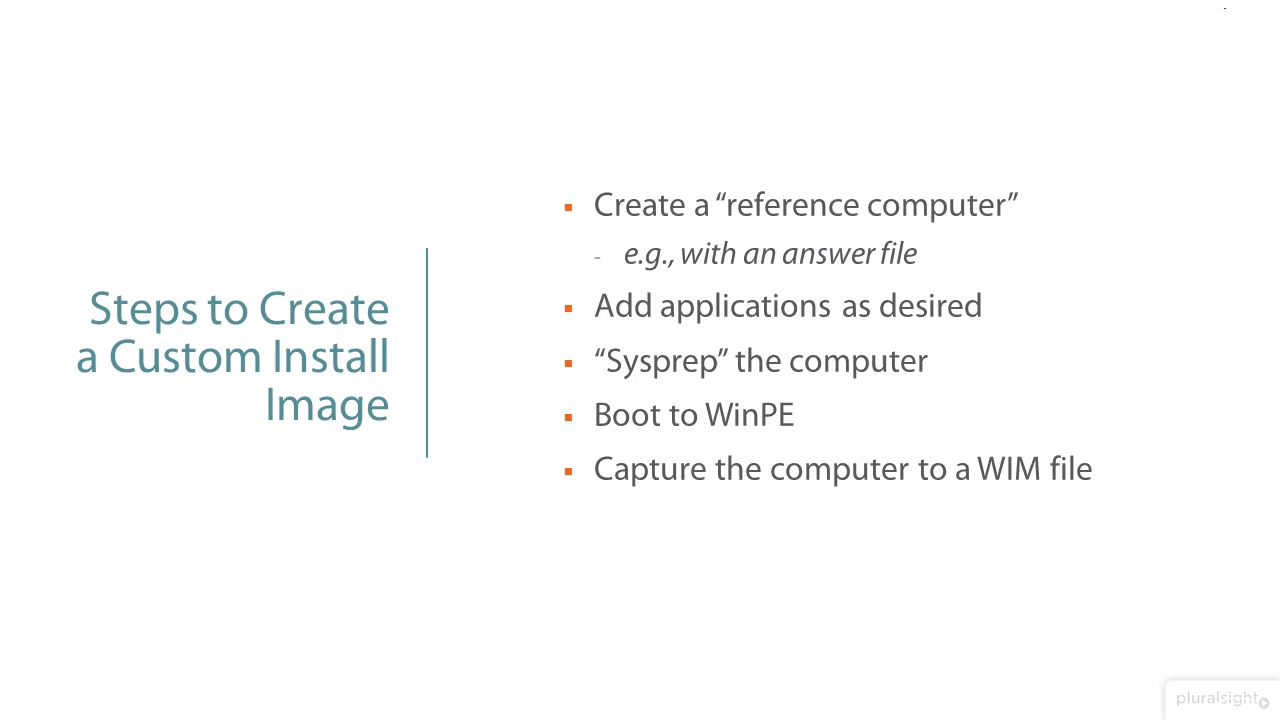 Steps to Create
a Custom Install
Image
▪ Create a “reference computer”
- e.g., with an answer file
▪ Add applications as desired
▪ “Sysprep” the computer
▪ Boot to WinPE
▪ Capture the computer to a WIM file
pluralsight